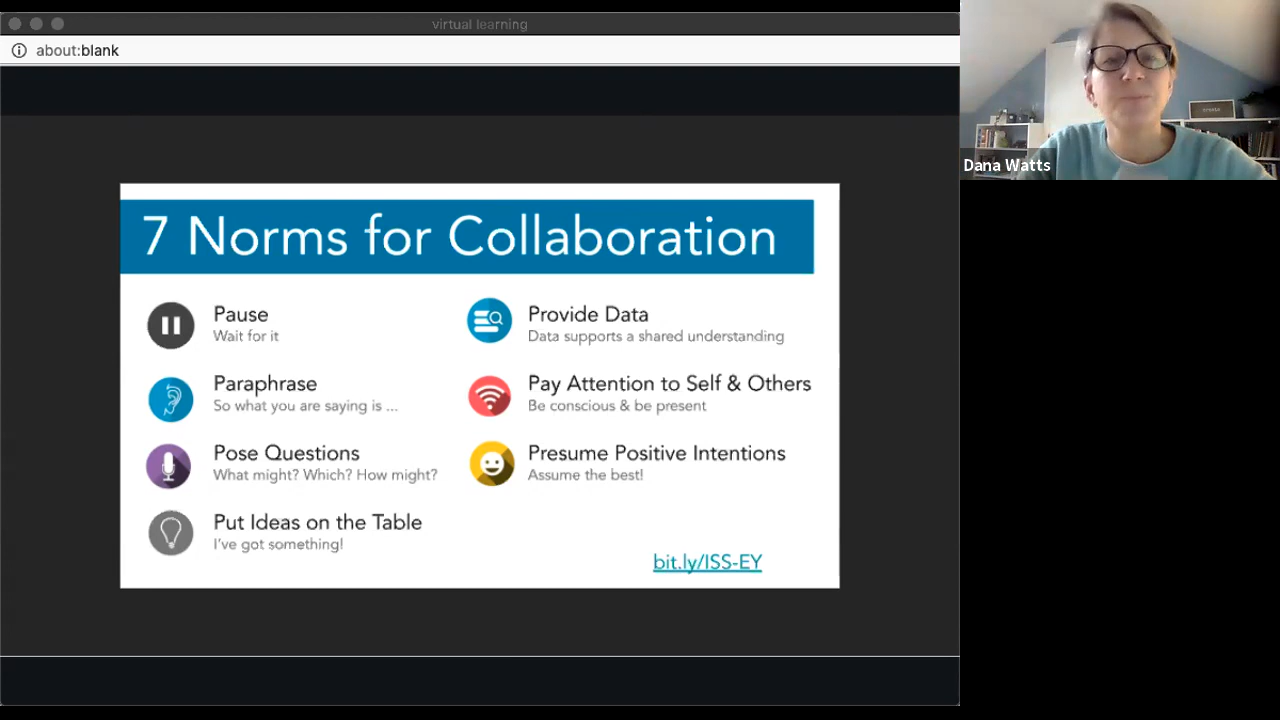 virtual learning
about:blank
7 Norms for Collaboration
Pause
Wait for it
Paraphrase
So what you are saying is ...
Pose Questions
What might? Which? How might?
Put Ideas on the Table
I've got something!
Provide Data
Data supports a shared understanding
Pay Attention to Self & Others
Be conscious & be present
Presume Positive Intentions
Assume the best!
bit.ly/ISS-EY
Dana Watts